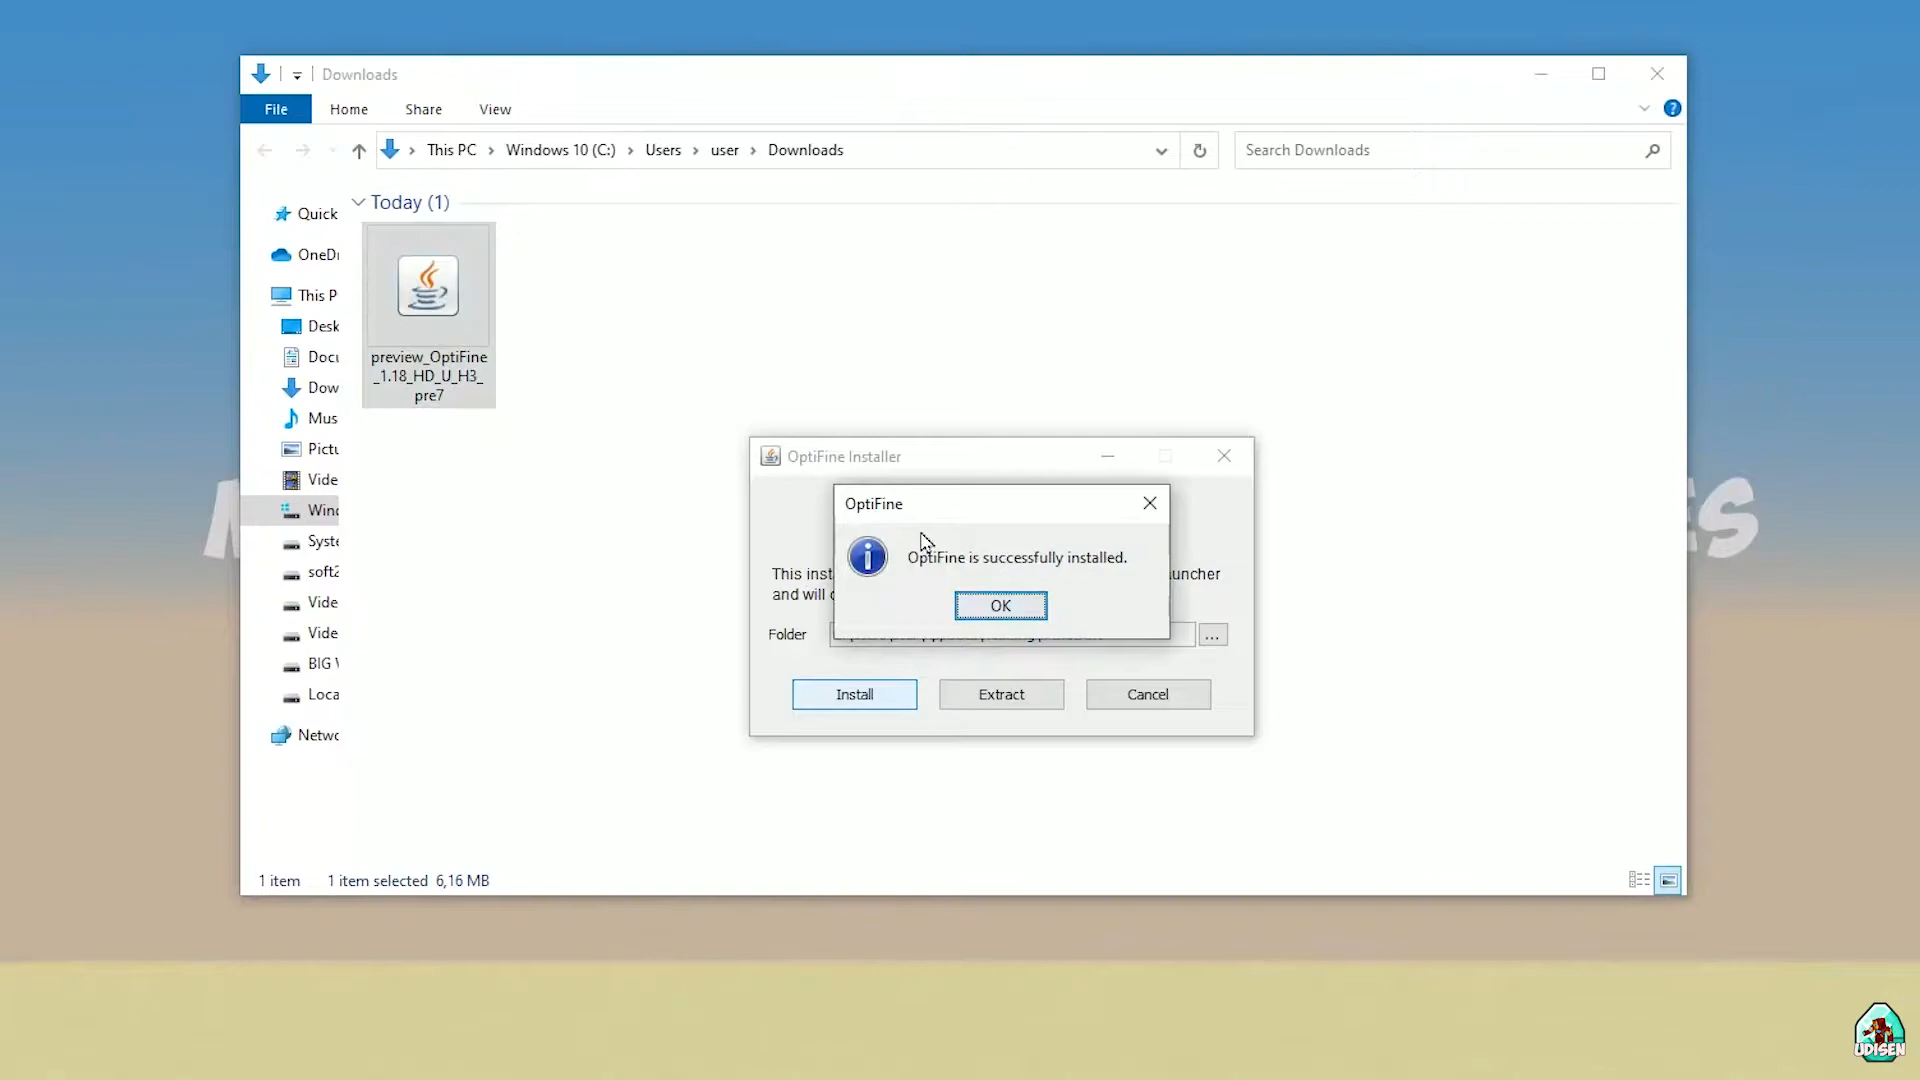 Downloads
File Home Share View
This PC Windows 10 (C:) Users user Downloads
Search Downloads
Today (1)
Quick
OneDr
This P
Desk
Docu
Dow
Mus
Pictu
Vide
Wind
Syste
soft2
Vide
Vide
BIG V
Loca
Netwo
preview_OptiFine
_1.18_HD_U_H3_
pre7
OptiFine Installer
OptiFine
OptiFine is successfully installed.
This inst
uncher
and will
OK
Folder
...
Install Extract Cancel
1 item 1 item selected 6,16 MB
UDISEN